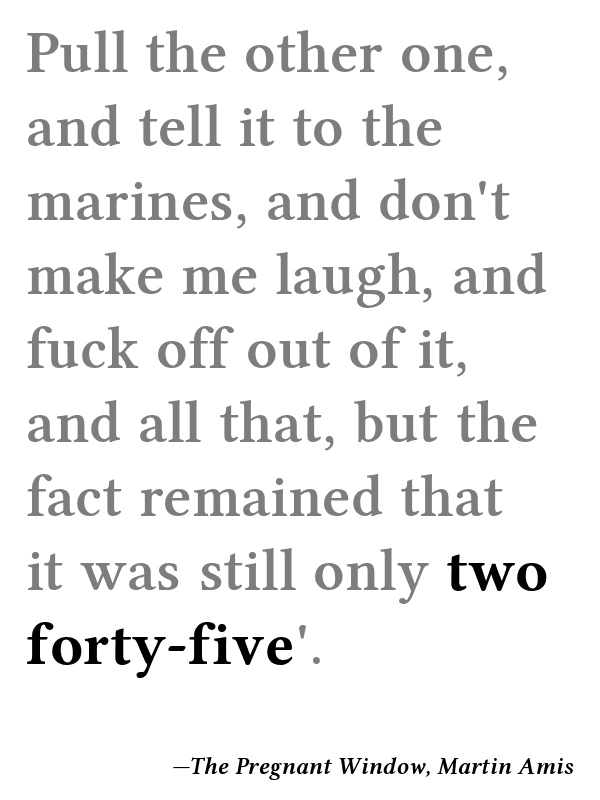 Pull the other one,
and tell it to the
marines, and don't
make me laugh, and
fuck off out of it,
and all that, but the
fact remained that
it was still only two
forty-five'.
—The Pregnant Window, Martin Amis